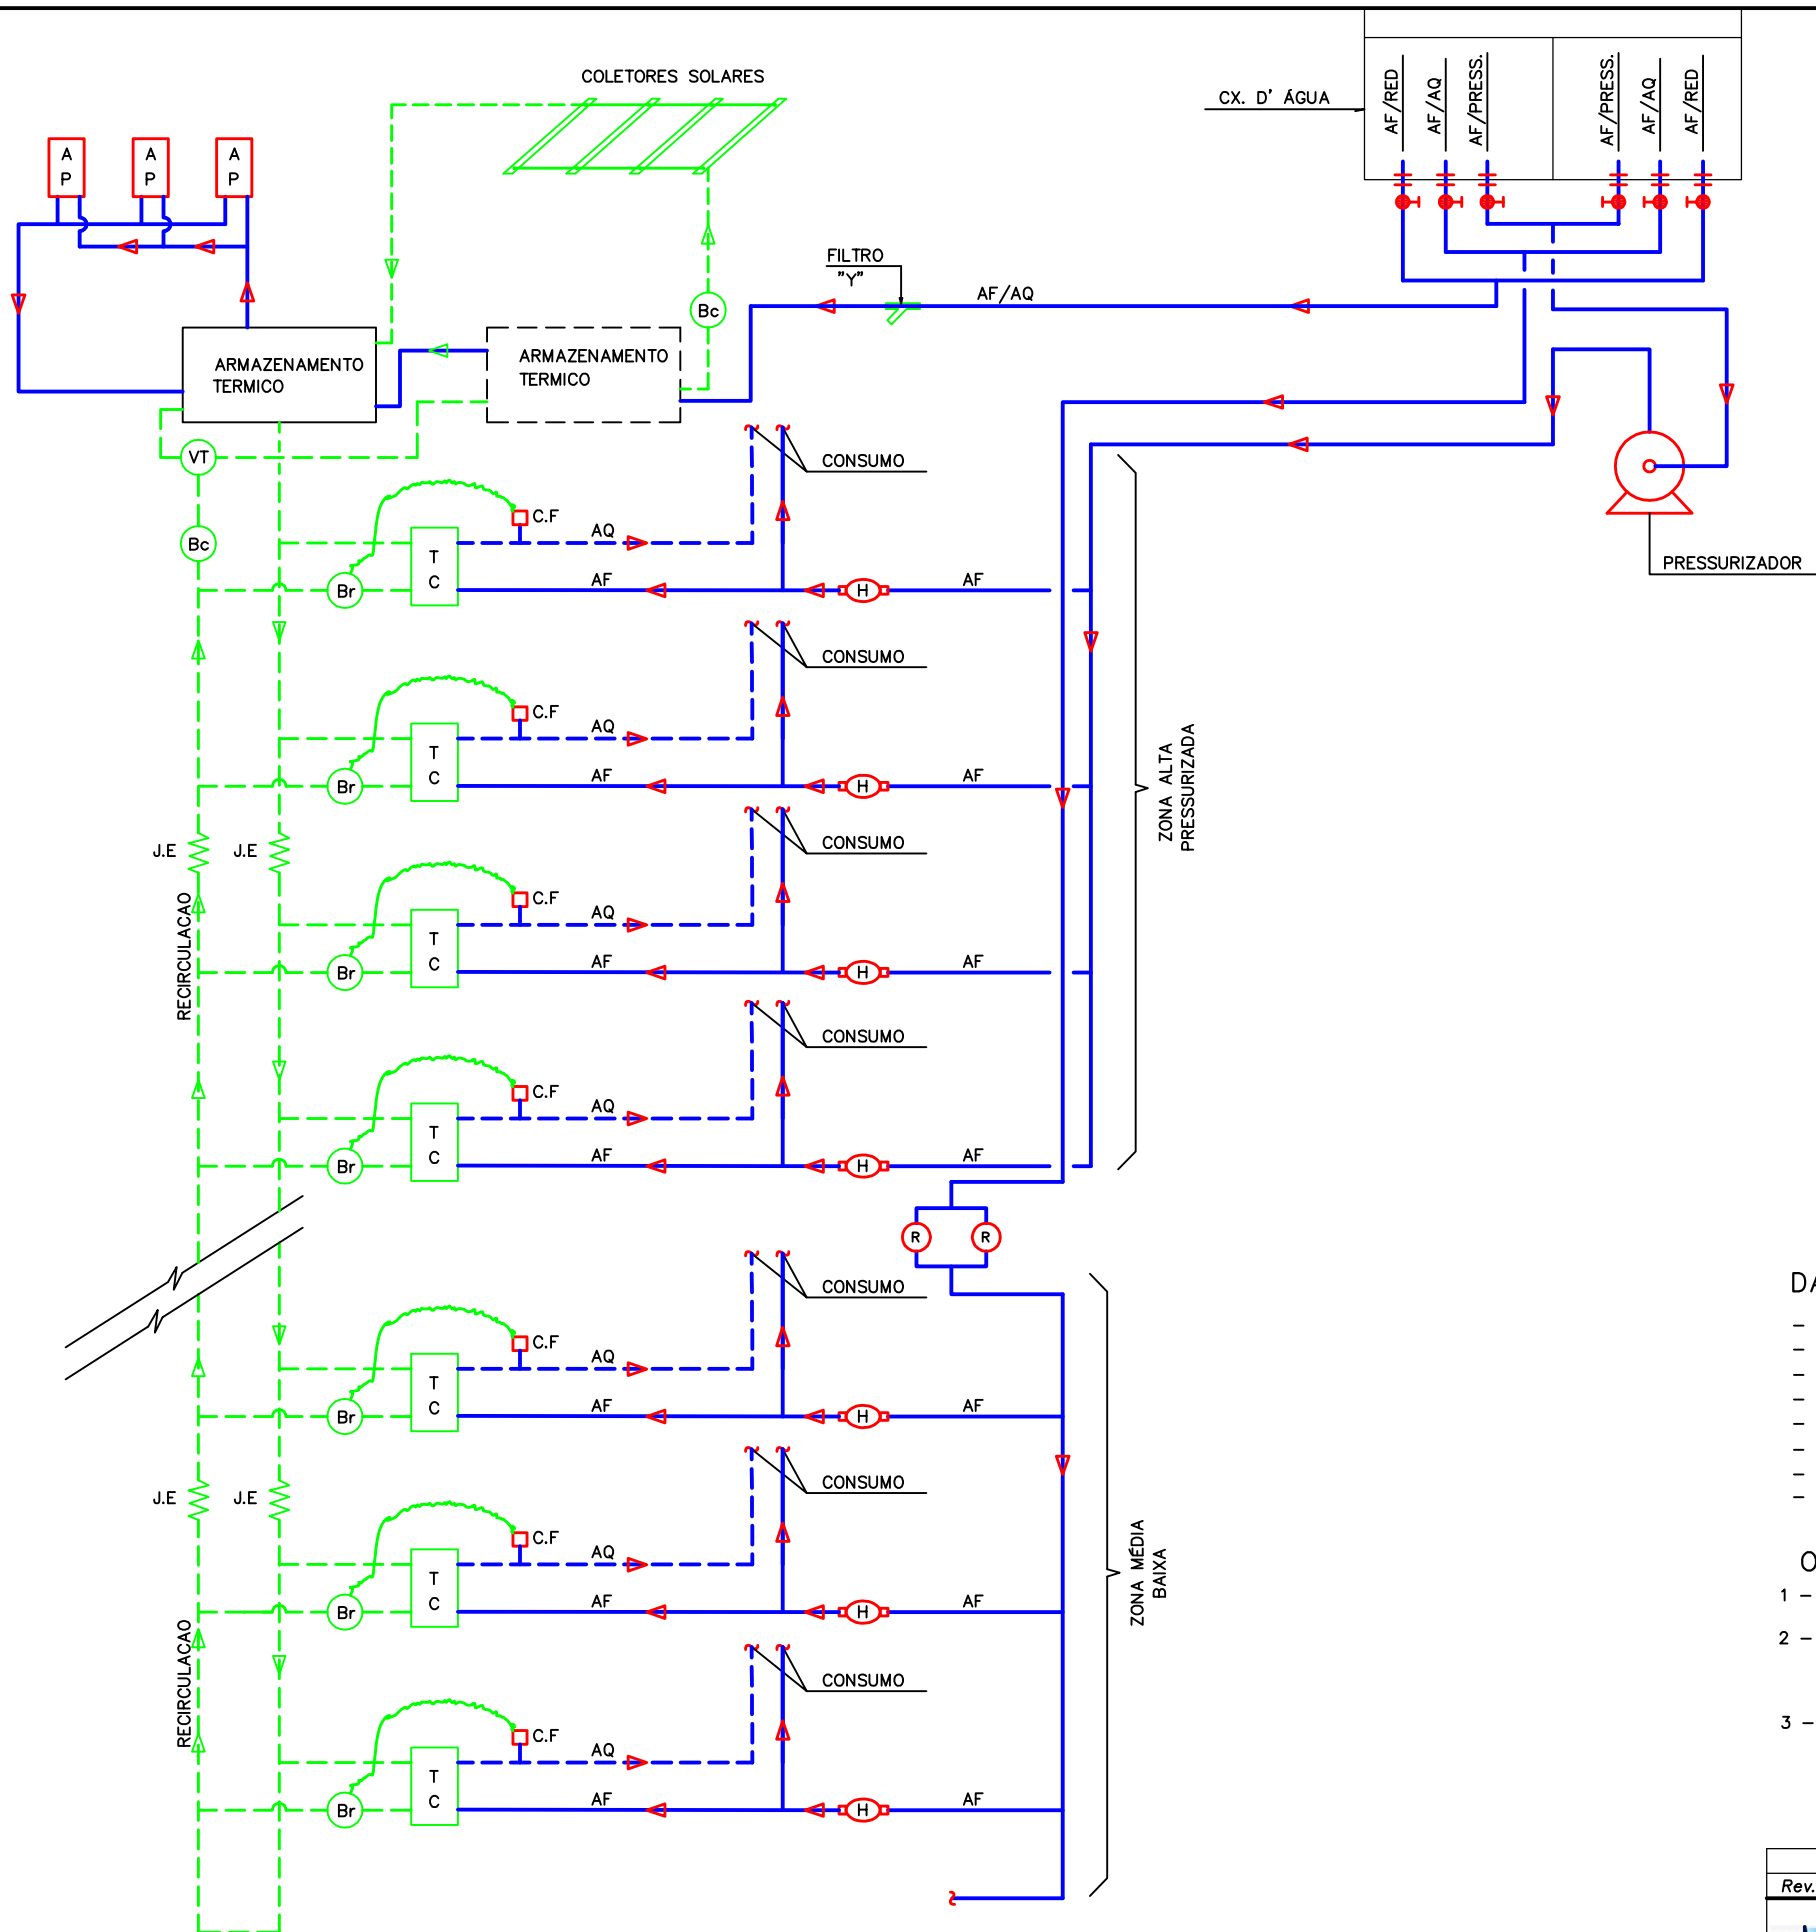 COLETORES SOLARES
CX. D' ÁGUA
AF/RED
AF/AQ
AF/PRESS.
AF/PRESS.
AF/AQ
AF/RED
A
P
A
P
A
P
FILTRO
"Y"
AF/AQ
Bc
ARMAZENAMENTO
TERMICO
ARMAZENAMENTO
TERMICO
VT
Bc
PRESSURIZADOR
CONSUMO
C.F
AQ
T
C
Br
AF
H
AF
CONSUMO
C.F
AQ
T
C
Br
AF
H
AF
ZONA ALTA
PRESSURIZADA
J.E
J.E
CONSUMO
C.F
AQ
T
C
Br
AF
H
AF
RECIRCULACAO
CONSUMO
C.F
AQ
T
C
Br
AF
H
AF
R
R
CONSUMO
C.F
AQ
T
C
Br
AF
H
AF
J.E
J.E
CONSUMO
C.F
AQ
T
C
Br
AF
H
AF
ZONA MÉDIA
BAIXA
RECIRCULACAO
CONSUMO
C.F
AQ
T
C
Br
AF
H
AF
DA
–
–
–
–
–
–
–
–
O
1 –
2 –
3 –
Rev.